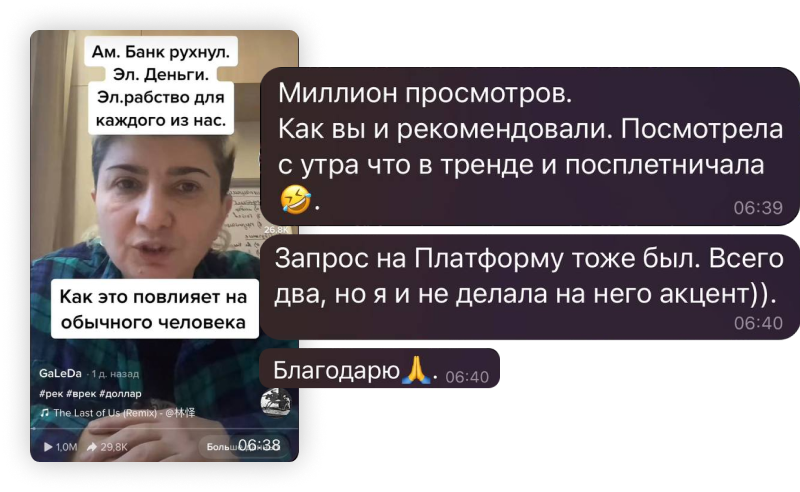 Ам. Банк рухнул.
Эл. Деньги.
Эл.рабство для
каждого из нас.
26.8K
Как это повлияет на
обычного человека
GaLeDa · 1 д. назад
#рек #врек #доллар
The Last of Us (Remix) - @林怿
1,0M 29,8K
06:38
Миллион просмотров.
Как вы и рекомендовали. Посмотрела
с утра что в тренде и посплетничала
🤣.
06:39
Запрос на Платформу тоже был. Всего
два, но я и не делала на него акцент)).
06:40
Благодарю🙏. 06:40